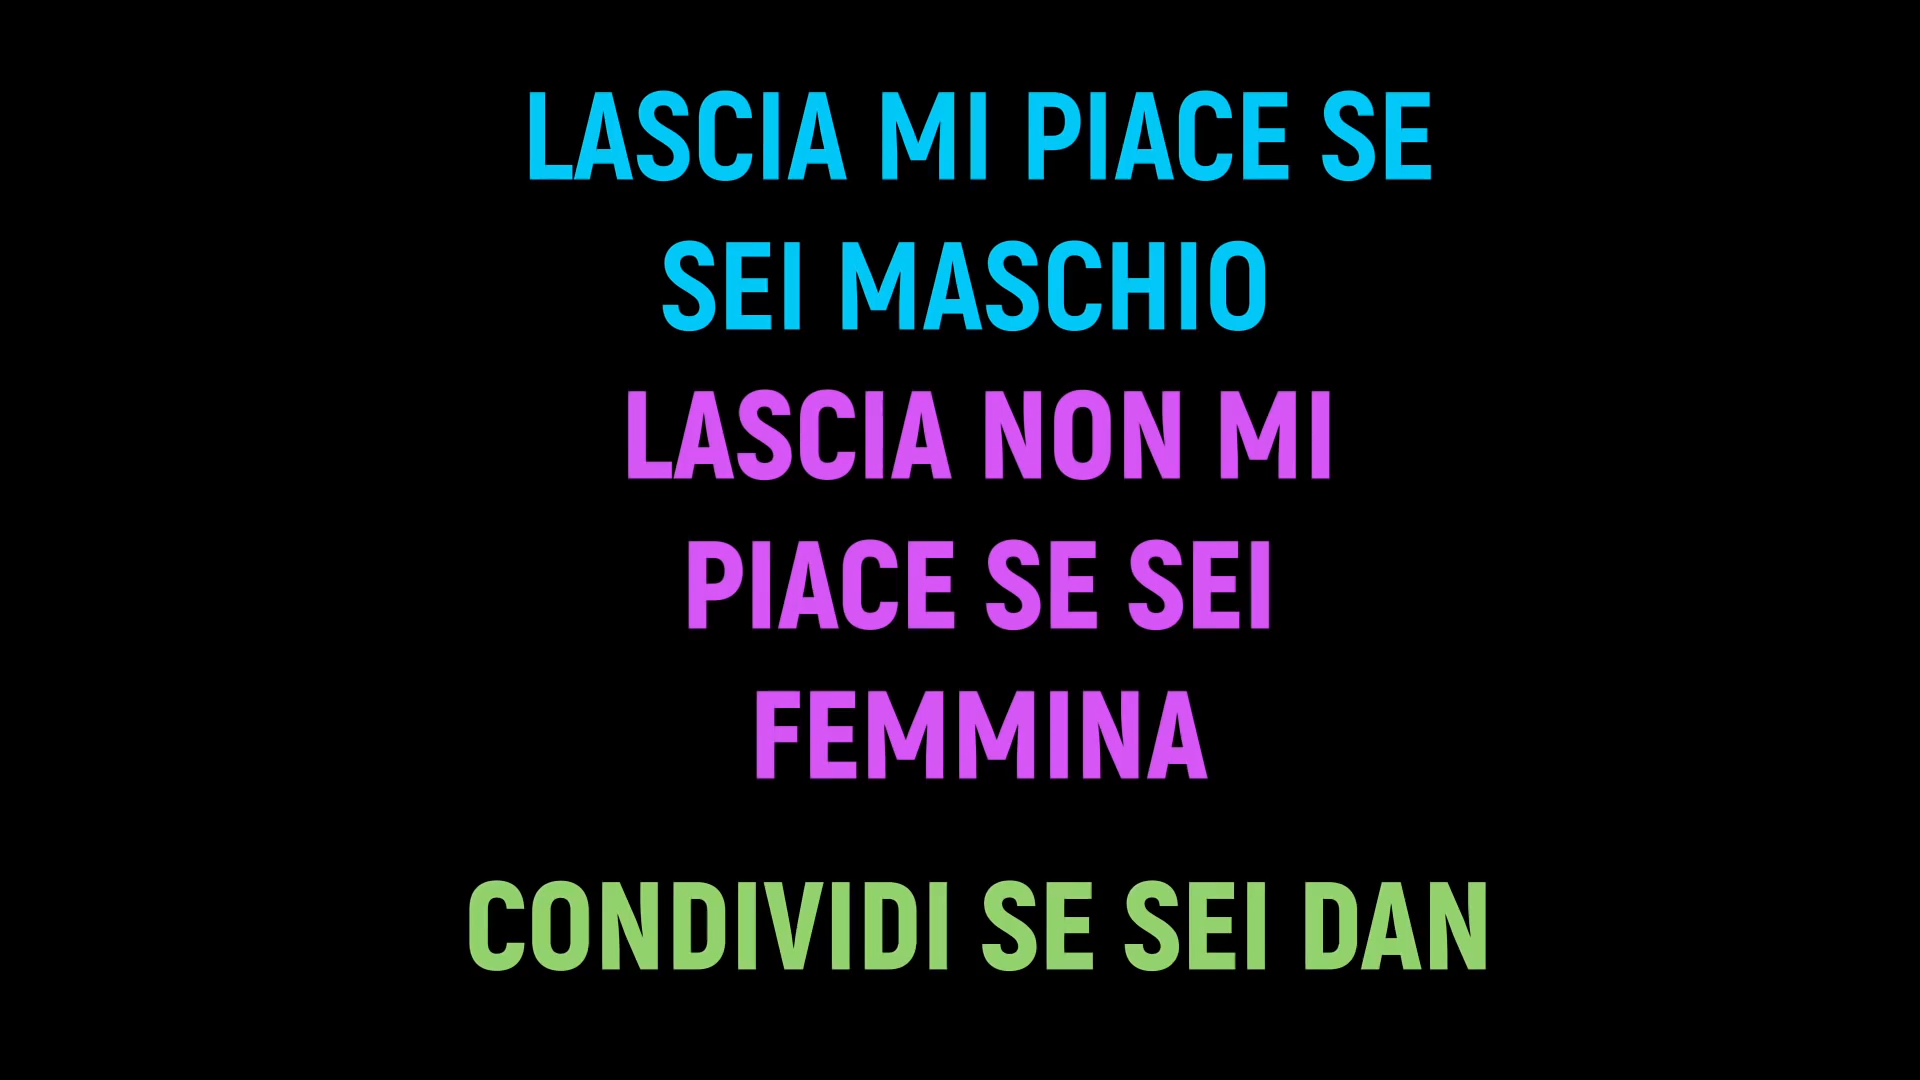 LASCIA MI PIACE SE
SEI MASCHIO
LASCIA NON MI
PIACE SE SEI
FEMMINA
CONDIVIDI SE SEI DAN